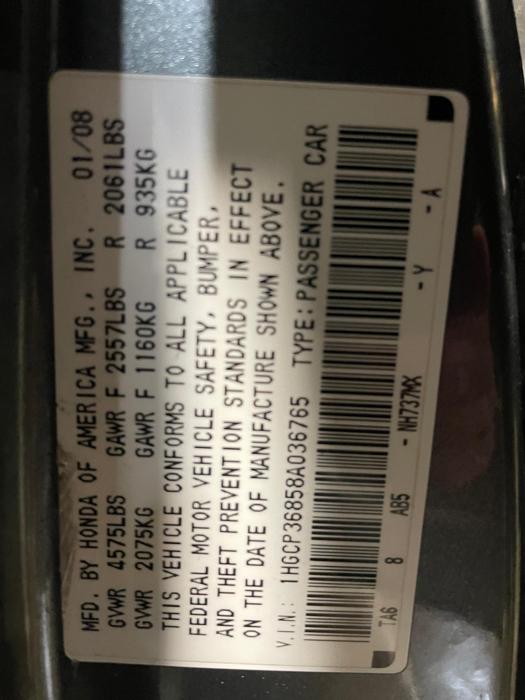 MFD. BY HONDA OF AMERICA MFG., INC. 01/08
GVWR 4575LBS GAWR F 2557LBS R 2061LBS
GVWR 2075KG GAWR F 1160KG R 935KG
THIS VEHICLE CONFORMS TO ALL APPLICABLE
FEDERAL MOTOR VEHICLE SAFETY, BUMPER,
AND THEFT PREVENTION STANDARDS IN EFFECT
ON THE DATE OF MANUFACTURE SHOWN ABOVE.
V.I.N.: 1HGCP36858A036765 TYPE:PASSENGER CAR
TA6 8 AB5 - NH737MX - Y - A